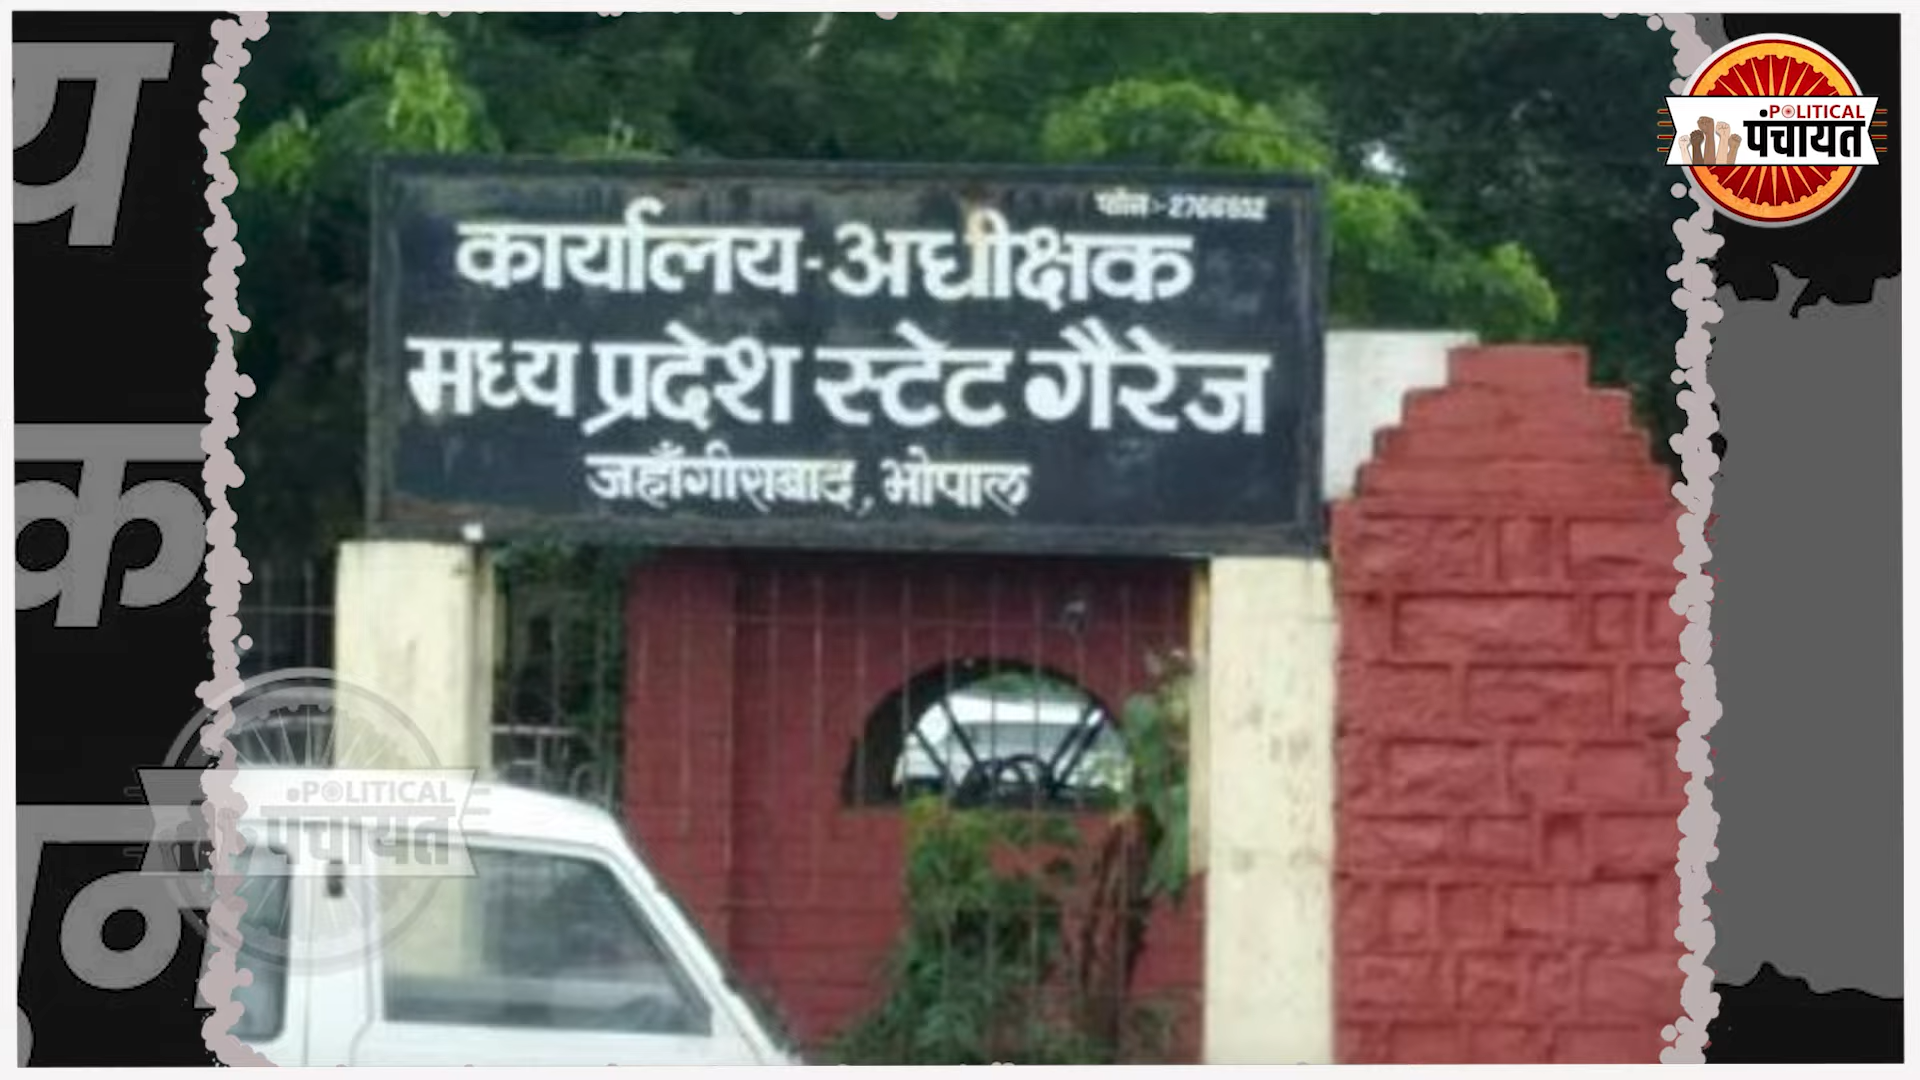 POLITICAL
पंचायत
कार्यालय-अधीक्षक
मध्य प्रदेश स्टेट गैरेज
जहाँगीराबाद, भोपाल
POLITICAL
पंचायत